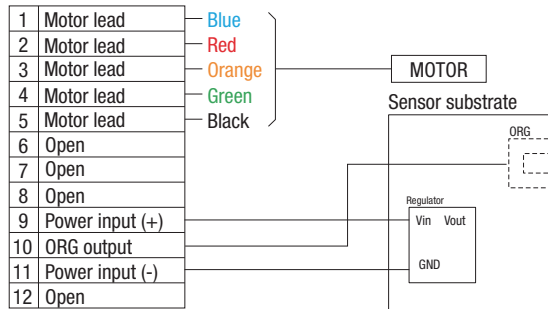 1 Motor lead Blue
2 Motor lead Red
3 Motor lead Orange
4 Motor lead Green
5 Motor lead Black
6 Open
7 Open
8 Open
9 Power input (+)
10 ORG output
11 Power input (-)
12 Open
MOTOR
Sensor substrate
ORG
Regulator
Vin Vout
GND